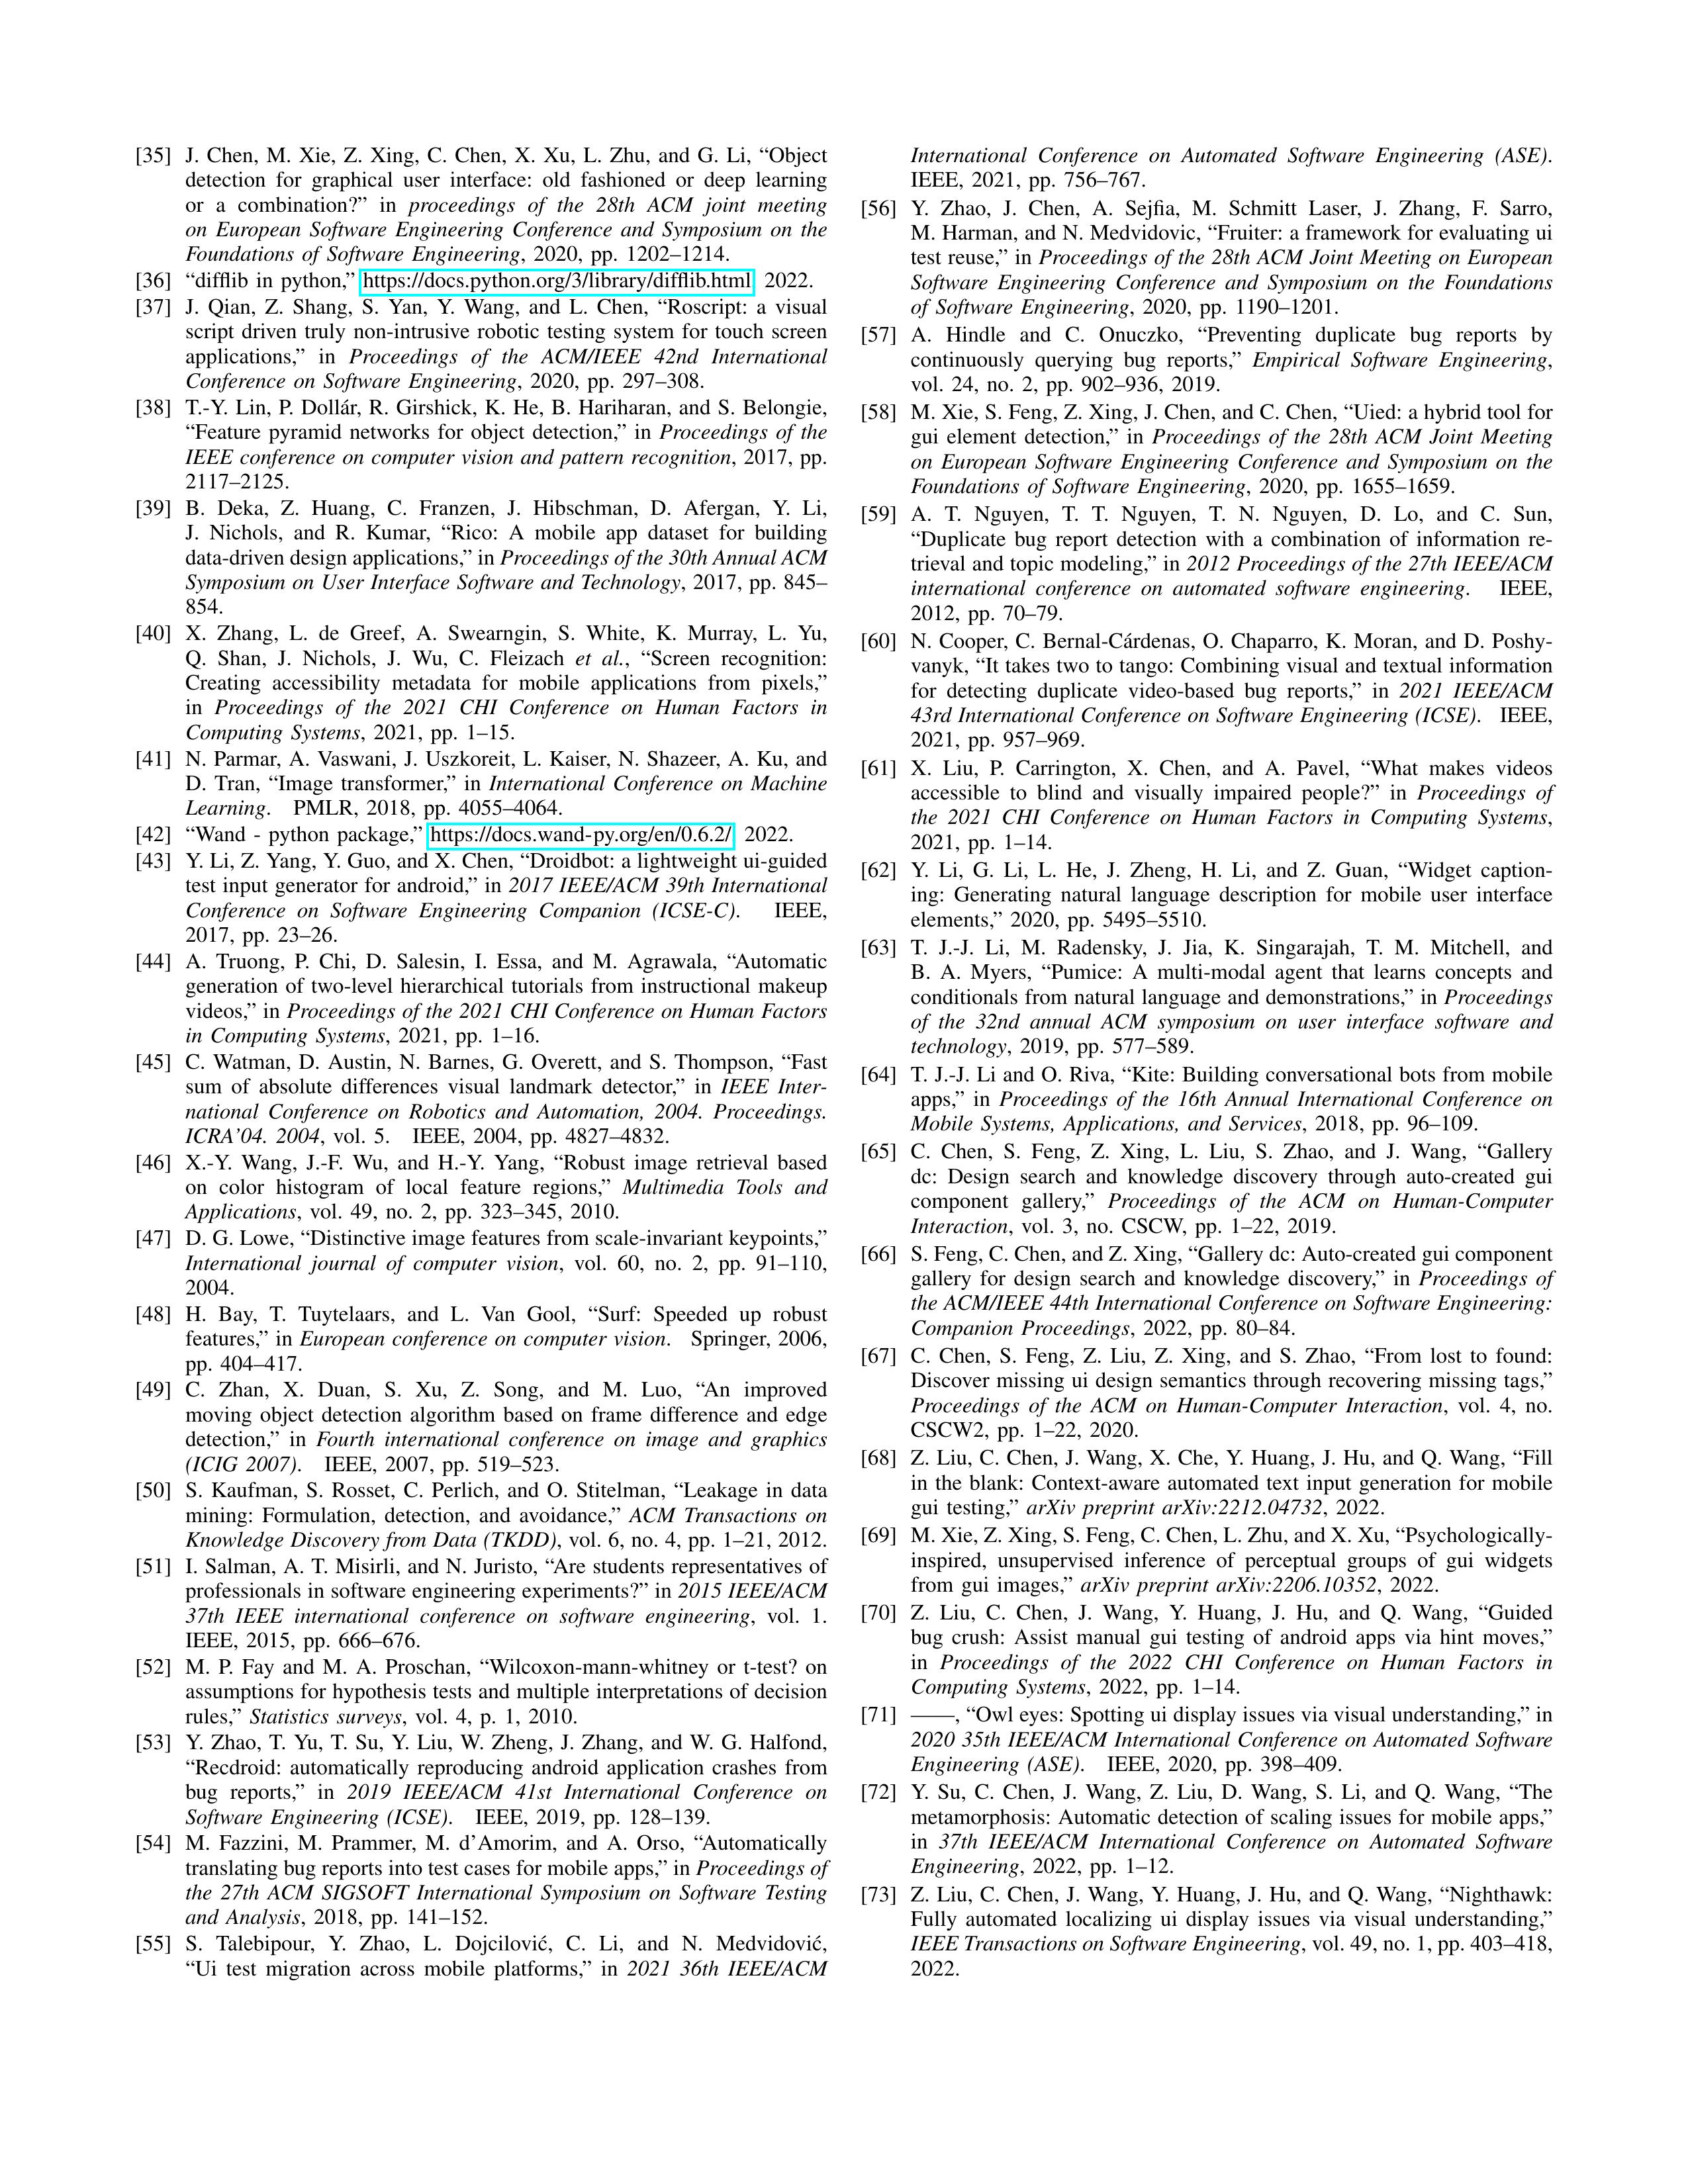 [35] J. Chen, M. Xie, Z. Xing, C. Chen, X. Xu, L. Zhu, and G. Li, “Object
detection for graphical user interface: old fashioned or deep learning
or a combination?” in proceedings of the 28th ACM joint meeting
on European Software Engineering Conference and Symposium on the
Foundations of Software Engineering, 2020, pp. 1202–1214.
[36] “difflib in python,” https://docs.python.org/3/library/difflib.html 2022.
[37] J. Qian, Z. Shang, S. Yan, Y. Wang, and L. Chen, “Roscript: a visual
script driven truly non-intrusive robotic testing system for touch screen
applications,” in Proceedings of the ACM/IEEE 42nd International
Conference on Software Engineering, 2020, pp. 297–308.
[38] T.-Y. Lin, P. Dollár, R. Girshick, K. He, B. Hariharan, and S. Belongie,
“Feature pyramid networks for object detection,” in Proceedings of the
IEEE conference on computer vision and pattern recognition, 2017, pp.
2117–2125.
[39] B. Deka, Z. Huang, C. Franzen, J. Hibschman, D. Afergan, Y. Li,
J. Nichols, and R. Kumar, “Rico: A mobile app dataset for building
data-driven design applications,” in Proceedings of the 30th Annual ACM
Symposium on User Interface Software and Technology, 2017, pp. 845–
854.
[40] X. Zhang, L. de Greef, A. Swearngin, S. White, K. Murray, L. Yu,
Q. Shan, J. Nichols, J. Wu, C. Fleizach et al., “Screen recognition:
Creating accessibility metadata for mobile applications from pixels,”
in Proceedings of the 2021 CHI Conference on Human Factors in
Computing Systems, 2021, pp. 1–15.
[41] N. Parmar, A. Vaswani, J. Uszkoreit, L. Kaiser, N. Shazeer, A. Ku, and
D. Tran, “Image transformer,” in International Conference on Machine
Learning. PMLR, 2018, pp. 4055–4064.
[42] “Wand - python package,” https://docs.wand-py.org/en/0.6.2/ 2022.
[43] Y. Li, Z. Yang, Y. Guo, and X. Chen, “Droidbot: a lightweight ui-guided
test input generator for android,” in 2017 IEEE/ACM 39th International
Conference on Software Engineering Companion (ICSE-C). IEEE,
2017, pp. 23–26.
[44] A. Truong, P. Chi, D. Salesin, I. Essa, and M. Agrawala, “Automatic
generation of two-level hierarchical tutorials from instructional makeup
videos,” in Proceedings of the 2021 CHI Conference on Human Factors
in Computing Systems, 2021, pp. 1–16.
[45] C. Watman, D. Austin, N. Barnes, G. Overett, and S. Thompson, “Fast
sum of absolute differences visual landmark detector,” in IEEE Inter-
national Conference on Robotics and Automation, 2004. Proceedings.
ICRA’04. 2004, vol. 5. IEEE, 2004, pp. 4827–4832.
[46] X.-Y. Wang, J.-F. Wu, and H.-Y. Yang, “Robust image retrieval based
on color histogram of local feature regions,” Multimedia Tools and
Applications, vol. 49, no. 2, pp. 323–345, 2010.
[47] D. G. Lowe, “Distinctive image features from scale-invariant keypoints,”
International journal of computer vision, vol. 60, no. 2, pp. 91–110,
2004.
[48] H. Bay, T. Tuytelaars, and L. Van Gool, “Surf: Speeded up robust
features,” in European conference on computer vision. Springer, 2006,
pp. 404–417.
[49] C. Zhan, X. Duan, S. Xu, Z. Song, and M. Luo, “An improved
moving object detection algorithm based on frame difference and edge
detection,” in Fourth international conference on image and graphics
(ICIG 2007). IEEE, 2007, pp. 519–523.
[50] S. Kaufman, S. Rosset, C. Perlich, and O. Stitelman, “Leakage in data
mining: Formulation, detection, and avoidance,” ACM Transactions on
Knowledge Discovery from Data (TKDD), vol. 6, no. 4, pp. 1–21, 2012.
[51] I. Salman, A. T. Misirli, and N. Juristo, “Are students representatives of
professionals in software engineering experiments?” in 2015 IEEE/ACM
37th IEEE international conference on software engineering, vol. 1.
IEEE, 2015, pp. 666–676.
[52] M. P. Fay and M. A. Proschan, “Wilcoxon-mann-whitney or t-test? on
assumptions for hypothesis tests and multiple interpretations of decision
rules,” Statistics surveys, vol. 4, p. 1, 2010.
[53] Y. Zhao, T. Yu, T. Su, Y. Liu, W. Zheng, J. Zhang, and W. G. Halfond,
“Recdroid: automatically reproducing android application crashes from
bug reports,” in 2019 IEEE/ACM 41st International Conference on
Software Engineering (ICSE). IEEE, 2019, pp. 128–139.
[54] M. Fazzini, M. Prammer, M. d’Amorim, and A. Orso, “Automatically
translating bug reports into test cases for mobile apps,” in Proceedings of
the 27th ACM SIGSOFT International Symposium on Software Testing
and Analysis, 2018, pp. 141–152.
[55] S. Talebipour, Y. Zhao, L. Dojcilović, C. Li, and N. Medvidović,
“Ui test migration across mobile platforms,” in 2021 36th IEEE/ACM
International Conference on Automated Software Engineering (ASE).
IEEE, 2021, pp. 756–767.
[56] Y. Zhao, J. Chen, A. Sejfia, M. Schmitt Laser, J. Zhang, F. Sarro,
M. Harman, and N. Medvidovic, “Fruiter: a framework for evaluating ui
test reuse,” in Proceedings of the 28th ACM Joint Meeting on European
Software Engineering Conference and Symposium on the Foundations
of Software Engineering, 2020, pp. 1190–1201.
[57] A. Hindle and C. Onuczko, “Preventing duplicate bug reports by
continuously querying bug reports,” Empirical Software Engineering,
vol. 24, no. 2, pp. 902–936, 2019.
[58] M. Xie, S. Feng, Z. Xing, J. Chen, and C. Chen, “Uied: a hybrid tool for
gui element detection,” in Proceedings of the 28th ACM Joint Meeting
on European Software Engineering Conference and Symposium on the
Foundations of Software Engineering, 2020, pp. 1655–1659.
[59] A. T. Nguyen, T. T. Nguyen, T. N. Nguyen, D. Lo, and C. Sun,
“Duplicate bug report detection with a combination of information re-
trieval and topic modeling,” in 2012 Proceedings of the 27th IEEE/ACM
international conference on automated software engineering. IEEE,
2012, pp. 70–79.
[60] N. Cooper, C. Bernal-Cárdenas, O. Chaparro, K. Moran, and D. Poshy-
vanyk, “It takes two to tango: Combining visual and textual information
for detecting duplicate video-based bug reports,” in 2021 IEEE/ACM
43rd International Conference on Software Engineering (ICSE). IEEE,
2021, pp. 957–969.
[61] X. Liu, P. Carrington, X. Chen, and A. Pavel, “What makes videos
accessible to blind and visually impaired people?” in Proceedings of
the 2021 CHI Conference on Human Factors in Computing Systems,
2021, pp. 1–14.
[62] Y. Li, G. Li, L. He, J. Zheng, H. Li, and Z. Guan, “Widget caption-
ing: Generating natural language description for mobile user interface
elements,” 2020, pp. 5495–5510.
[63] T. J.-J. Li, M. Radensky, J. Jia, K. Singarajah, T. M. Mitchell, and
B. A. Myers, “Pumice: A multi-modal agent that learns concepts and
conditionals from natural language and demonstrations,” in Proceedings
of the 32nd annual ACM symposium on user interface software and
technology, 2019, pp. 577–589.
[64] T. J.-J. Li and O. Riva, “Kite: Building conversational bots from mobile
apps,” in Proceedings of the 16th Annual International Conference on
Mobile Systems, Applications, and Services, 2018, pp. 96–109.
[65] C. Chen, S. Feng, Z. Xing, L. Liu, S. Zhao, and J. Wang, “Gallery
dc: Design search and knowledge discovery through auto-created gui
component gallery,” Proceedings of the ACM on Human-Computer
Interaction, vol. 3, no. CSCW, pp. 1–22, 2019.
[66] S. Feng, C. Chen, and Z. Xing, “Gallery dc: Auto-created gui component
gallery for design search and knowledge discovery,” in Proceedings of
the ACM/IEEE 44th International Conference on Software Engineering:
Companion Proceedings, 2022, pp. 80–84.
[67] C. Chen, S. Feng, Z. Liu, Z. Xing, and S. Zhao, “From lost to found:
Discover missing ui design semantics through recovering missing tags,”
Proceedings of the ACM on Human-Computer Interaction, vol. 4, no.
CSCW2, pp. 1–22, 2020.
[68] Z. Liu, C. Chen, J. Wang, X. Che, Y. Huang, J. Hu, and Q. Wang, “Fill
in the blank: Context-aware automated text input generation for mobile
gui testing,” arXiv preprint arXiv:2212.04732, 2022.
[69] M. Xie, Z. Xing, S. Feng, C. Chen, L. Zhu, and X. Xu, “Psychologically-
inspired, unsupervised inference of perceptual groups of gui widgets
from gui images,” arXiv preprint arXiv:2206.10352, 2022.
[70] Z. Liu, C. Chen, J. Wang, Y. Huang, J. Hu, and Q. Wang, “Guided
bug crush: Assist manual gui testing of android apps via hint moves,”
in Proceedings of the 2022 CHI Conference on Human Factors in
Computing Systems, 2022, pp. 1–14.
[71] ——, “Owl eyes: Spotting ui display issues via visual understanding,” in
2020 35th IEEE/ACM International Conference on Automated Software
Engineering (ASE). IEEE, 2020, pp. 398–409.
[72] Y. Su, C. Chen, J. Wang, Z. Liu, D. Wang, S. Li, and Q. Wang, “The
metamorphosis: Automatic detection of scaling issues for mobile apps,”
in 37th IEEE/ACM International Conference on Automated Software
Engineering, 2022, pp. 1–12.
[73] Z. Liu, C. Chen, J. Wang, Y. Huang, J. Hu, and Q. Wang, “Nighthawk:
Fully automated localizing ui display issues via visual understanding,”
IEEE Transactions on Software Engineering, vol. 49, no. 1, pp. 403–418,
2022.